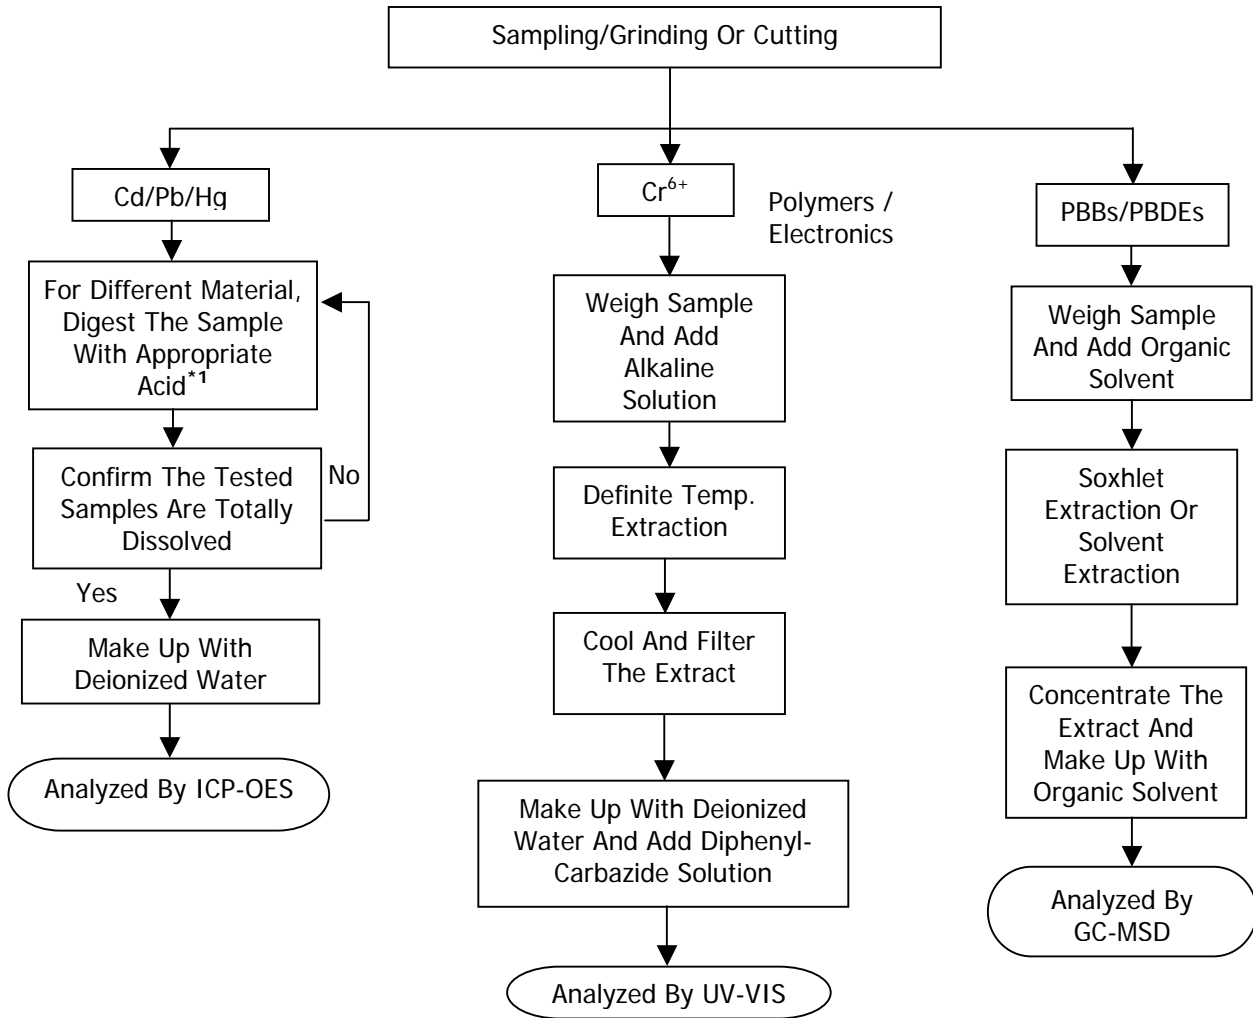 Sampling/Grinding Or Cutting
Cd/Pb/Hg
For Different Material,
Digest The Sample
With Appropriate
Acid*1
Confirm The Tested
Samples Are Totally
Dissolved
No
Yes
Make Up With
Deionized Water
Analyzed By ICP-OES
Cr6+
Polymers /
Electronics
Weigh Sample
And Add
Alkaline
Solution
Definite Temp.
Extraction
Cool And Filter
The Extract
Make Up With Deionized
Water And Add Diphenyl-
Carbazide Solution
Analyzed By UV-VIS
PBBs/PBDEs
Weigh Sample
And Add Organic
Solvent
Soxhlet
Extraction Or
Solvent
Extraction
Concentrate The
Extract And
Make Up With
Organic Solvent
Analyzed By
GC-MSD